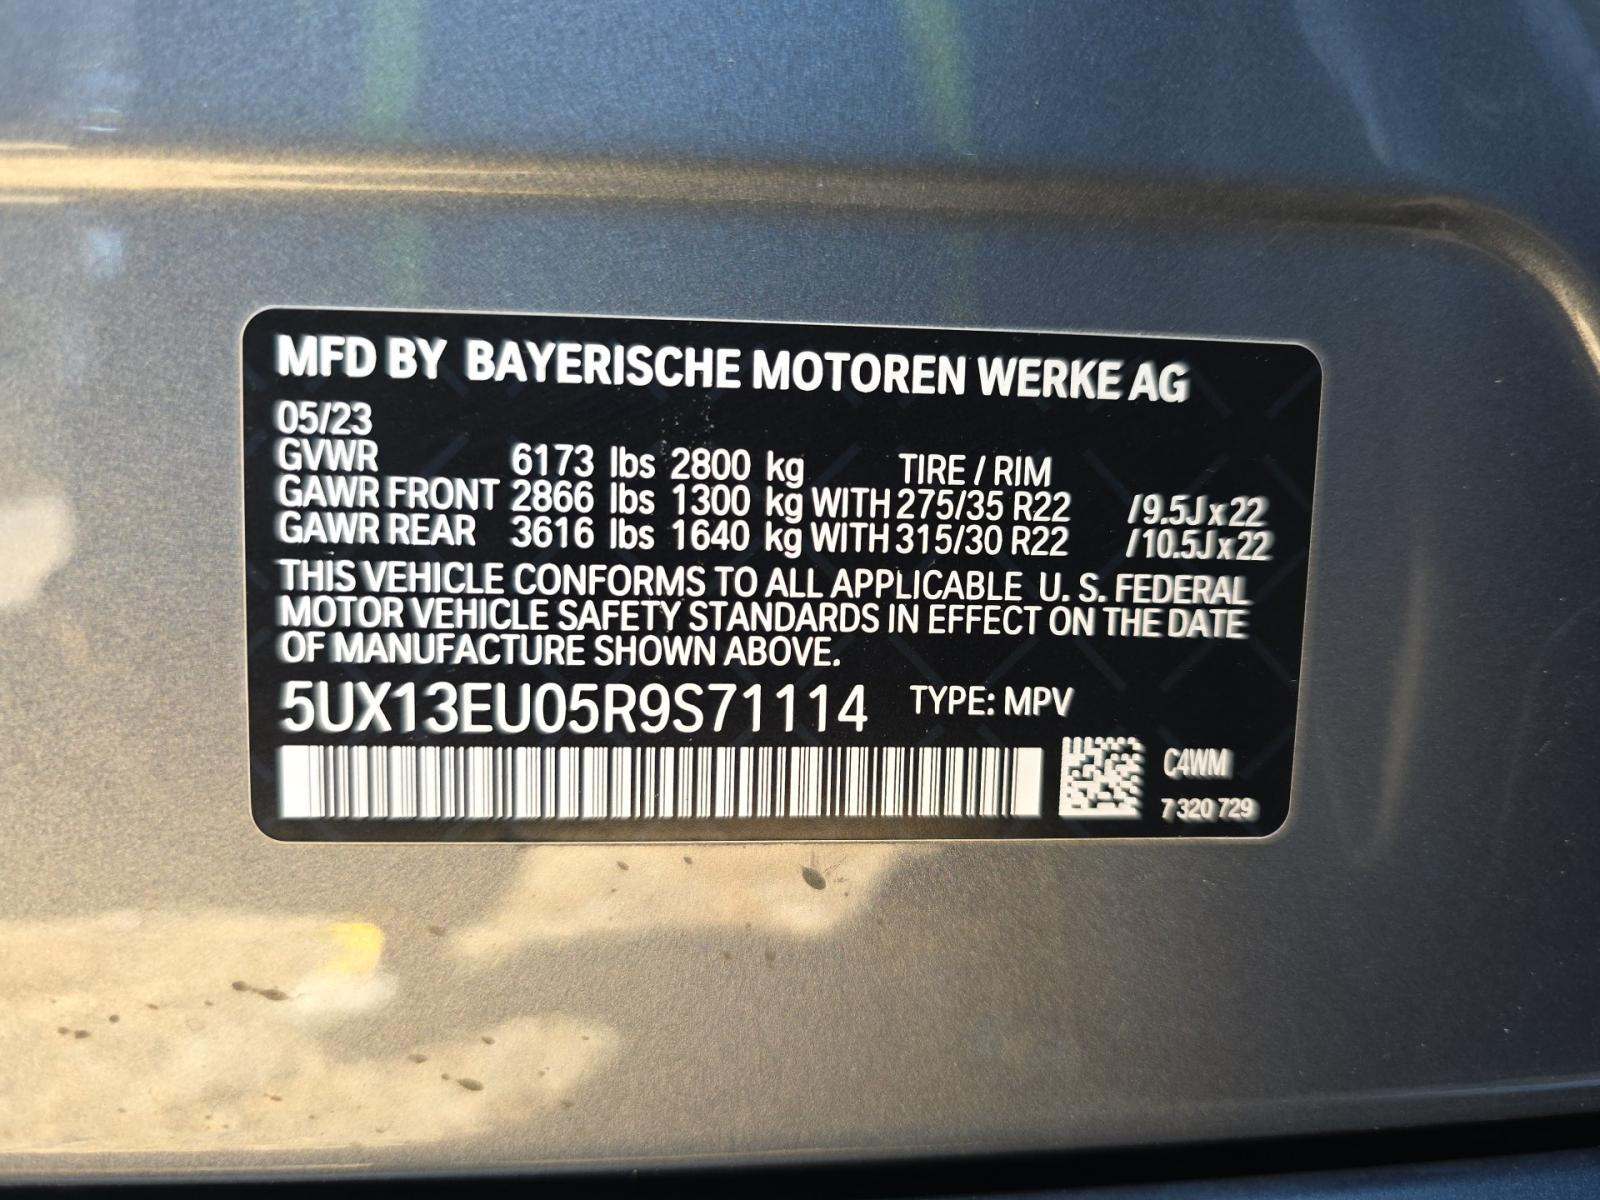 MFD BY BAYERISCHE MOTOREN WERKE AG
05/23
GVWR 6173 lbs 2800 kg TIRE / RIM
GAWR FRONT 2866 lbs 1300 kg WITH 275/35 R22 /9.5J x 22
GAWR REAR 3616 lbs 1640 kg WITH 315/30 R22 /10.5J x 22
THIS VEHICLE CONFORMS TO ALL APPLICABLE U. S. FEDERAL
MOTOR VEHICLE SAFETY STANDARDS IN EFFECT ON THE DATE
OF MANUFACTURE SHOWN ABOVE.
5UX13EU05R9S71114 TYPE: MPV
C4WM
7 320 729